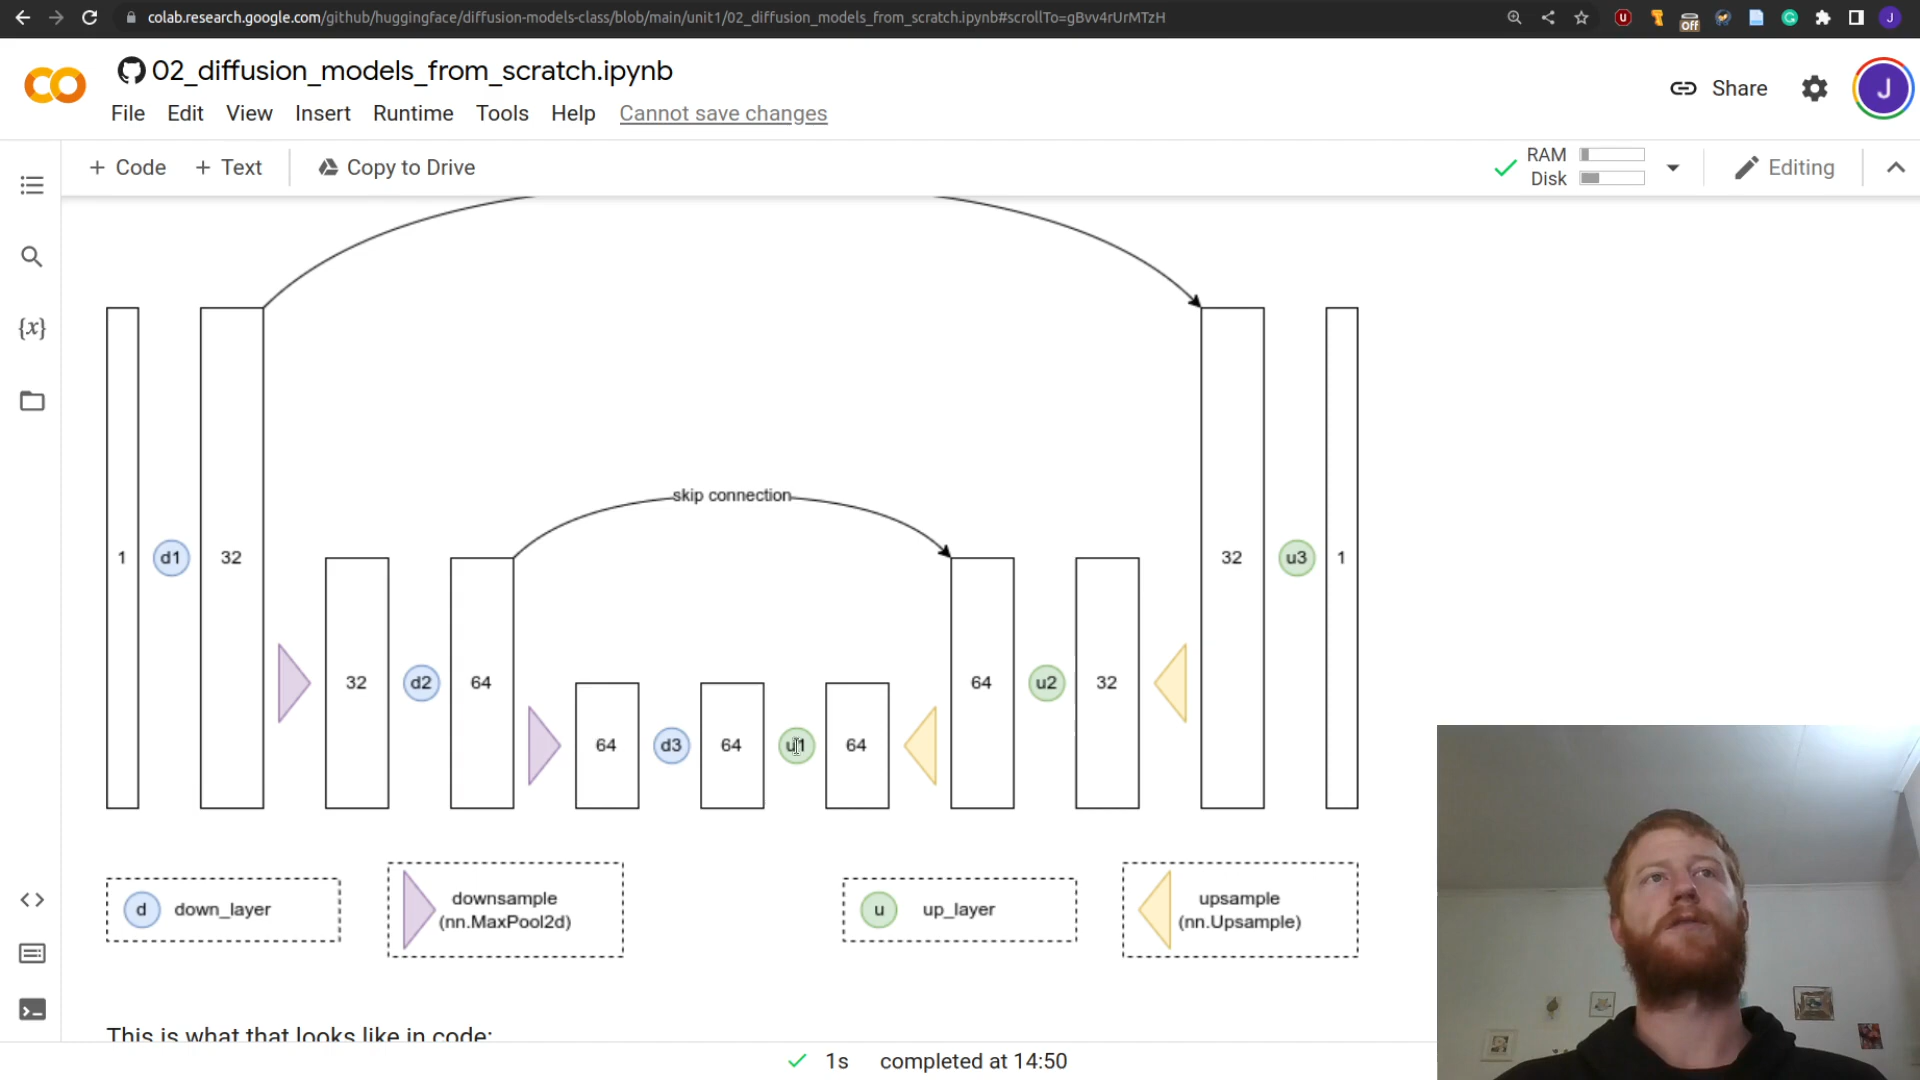 colab.research.google.com/github/huggingface/diffusion-models-class/blob/main/unit1/02_diffusion_models_from_scratch.ipynb#scrollTo=gBvv4rUrMTzH
Off
J
02_diffusion_models_from_scratch.ipynb
Share
J
File Edit View Insert Runtime Tools Help Cannot save changes
+ Code + Text Copy to Drive
RAM
Disk
Editing
{x}
skip connection
1 d1 32 32 u3 1
32 d2 64 64 u2 32
64 d3 64 u1 64
d down_layer
downsample
(nn.MaxPool2d)
u up_layer
upsample
(nn.Upsample)
This is what that looks like in code:
1s completed at 14:50